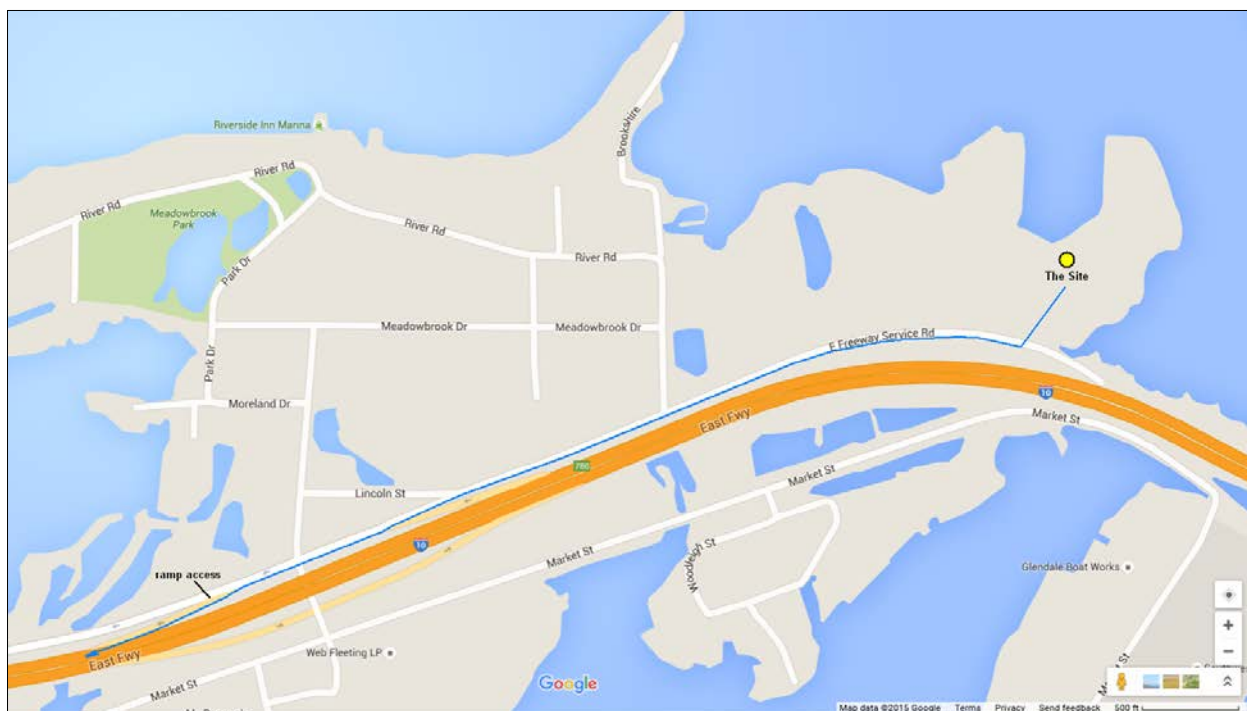 Riverside Inn Marina
River Rd
River Rd
Meadowbrook
Park
Brookshire
River Rd
River Rd
Park Dr
The Site
Meadowbrook Dr
Meadowbrook Dr
E Freeway Service Rd
Park Dr
Moreland Dr
10
Market St
East Fwy
780
Market St
Lincoln St
10
Market St
Woodleigh St
Glendale Boat Works
ramp access
East Fwy
Web Fleeting LP
Market St
Market St
Google
Map data ©2015 Google Terms Privacy Send feedback 500 ft